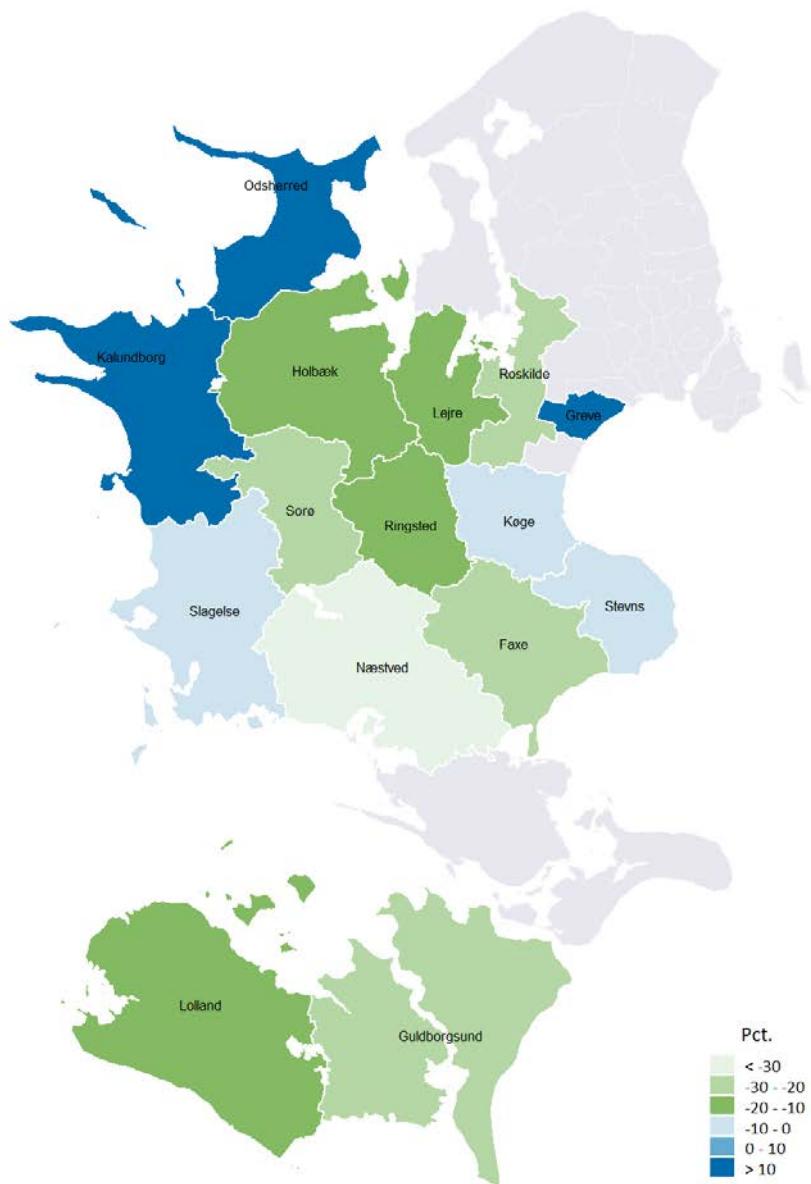 Odsherred
Kalundborg
Holbæk
Lejre
Roskilde
Greve
Sorø
Ringsted
Køge
Slagelse
Stevns
Næstved
Faxe
Lolland
Guldborgsund
Pct.
< -30
-30 - -20
-20 - -10
-10 - 0
0 - 10
> 10